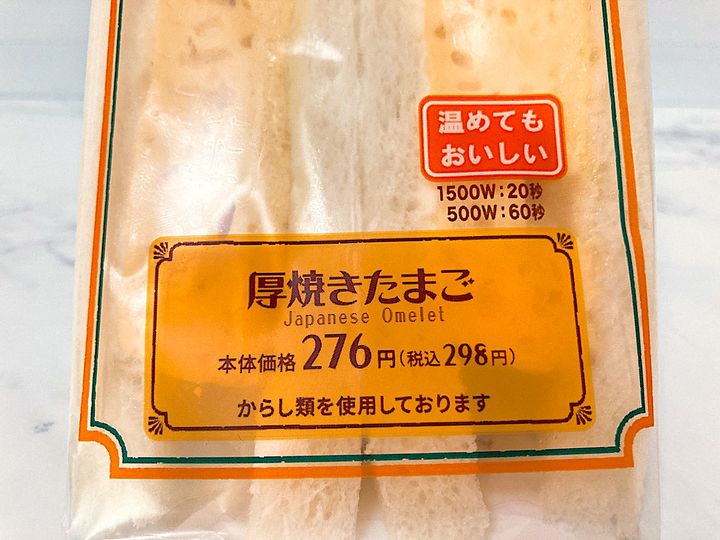 温めても
おいしい
1500W:20秒
500W:60秒
厚焼きたまご
Japanese Omelet
本体価格 276円(税込298円)
からし類を使用しております